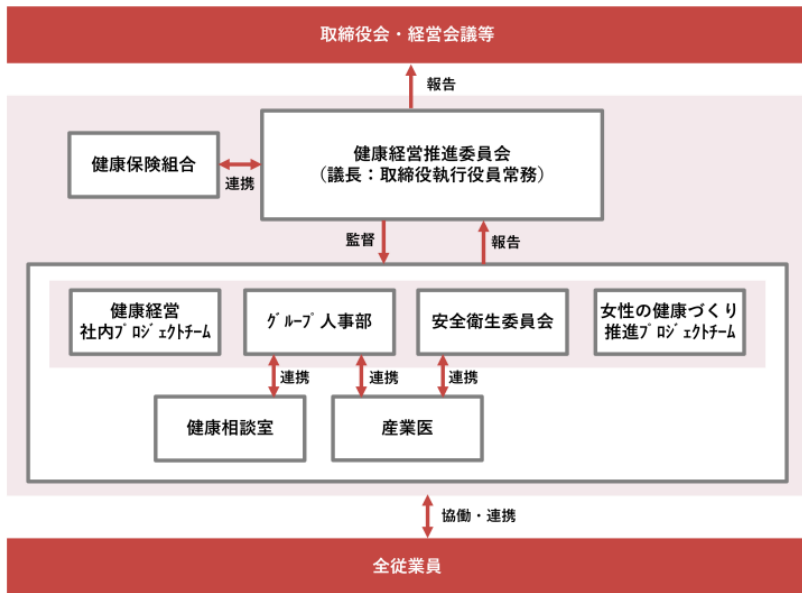 取締役会・経営会議等
報告
健康保険組合
連携
健康経営推進委員会
(議長：取締役執行役員常務)
監督
報告
健康経営
社内ﾌﾟﾛｼﾞｪｸﾄﾁｰﾑ
ｸﾞﾙｰﾌﾟ人事部
安全衛生委員会
女性の健康づくり
推進ﾌﾟﾛｼﾞｪｸﾄﾁｰﾑ
連携
連携
連携
健康相談室
産業医
協働・連携
全従業員